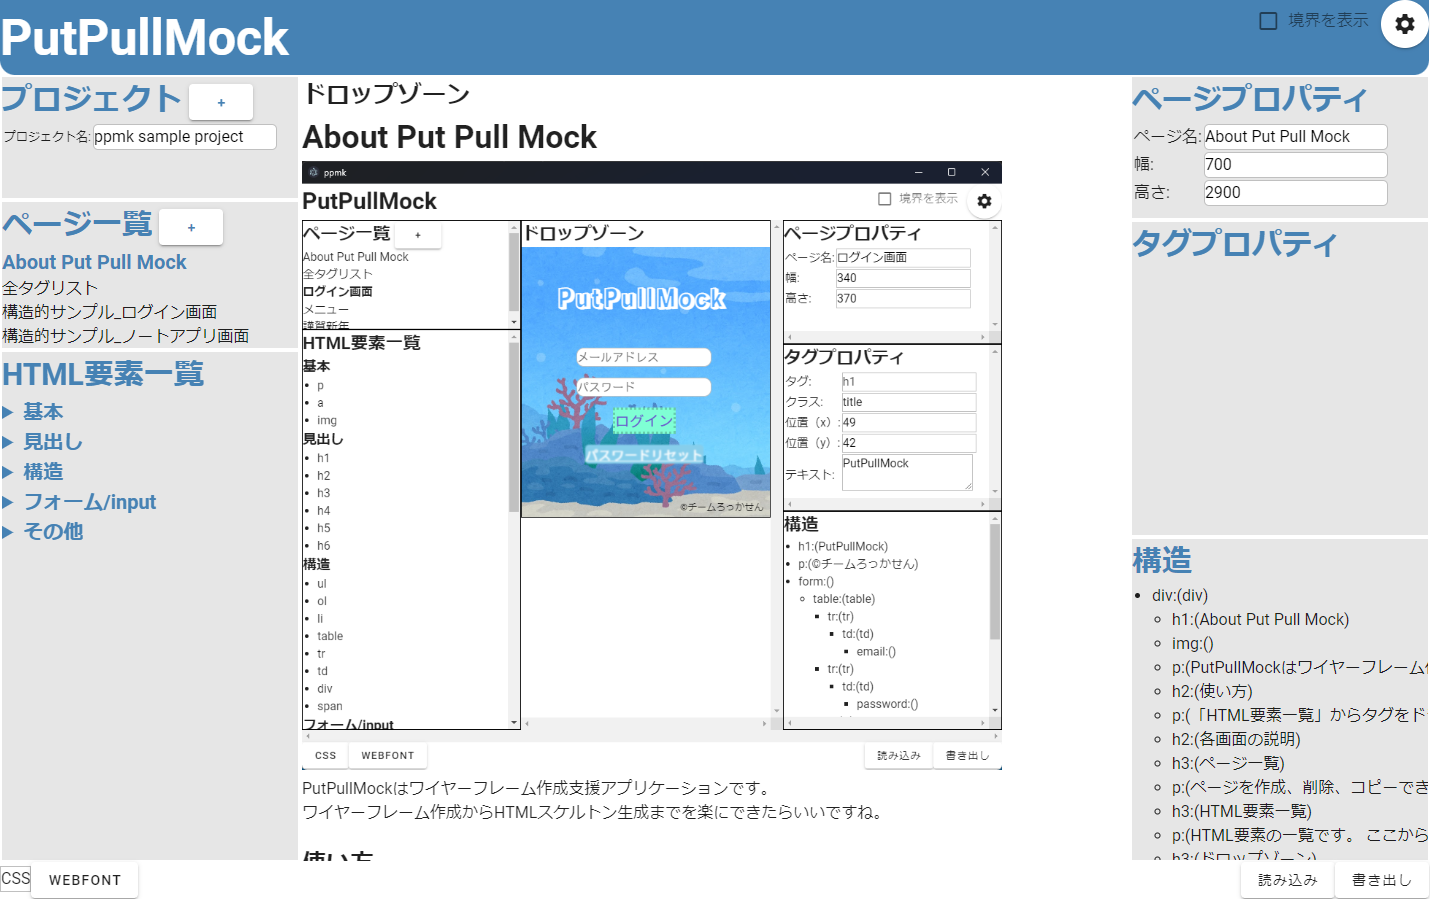 PutPullMock
境界を表示
プロジェクト +
プロジェクト名: ppmk sample project
ページ一覧 +
About Put Pull Mock
全タグリスト
構造的サンプル_ログイン画面
構造的サンプル_ノートアプリ画面
HTML要素一覧
基本
見出し
構造
フォーム/input
その他
ドロップゾーン
About Put Pull Mock
ppmk
PutPullMock
境界を表示
ページ一覧 +
About Put Pull Mock
全タグリスト
ログイン画面
メニュー
謹賀新年
HTML要素一覧
基本
p
a
img
見出し
h1
h2
h3
h4
h5
h6
構造
ul
ol
li
table
tr
td
div
span
フォーム/input
ドロップゾーン
PutPullMock
メールアドレス
パスワード
ログイン
パスワードリセット
©チームろっかせん
ページプロパティ
ページ名: ログイン画面
幅: 340
高さ: 370
タグプロパティ
タグ: h1
クラス: title
位置（x）: 49
位置（y）: 42
テキスト: PutPullMock
構造
h1:(PutPullMock)
p:(©チームろっかせん)
form:()
table:(table)
tr:(tr)
td:(td)
email:()
tr:(tr)
td:(td)
password:()
CSS WEBFONT
読み込み 書き出し
PutPullMockはワイヤーフレーム作成支援アプリケーションです。
ワイヤーフレーム作成からHTMLスケルトン生成までを楽にできたらいいですね。
使い方
ページプロパティ
ページ名: About Put Pull Mock
幅: 700
高さ: 2900
タグプロパティ
構造
div:(div)
h1:(About Put Pull Mock)
img:()
p:(PutPullMockはワイヤーフレーム
h2:(使い方)
p:(「HTML要素一覧」からタグをド
h2:(各画面の説明)
h3:(ページ一覧)
p:(ページを作成、削除、コピーでき
h3:(HTML要素一覧)
p:(HTML要素の一覧です。 ここから
h3:(ドロップゾーン)
CSS WEBFONT
読み込み 書き出し